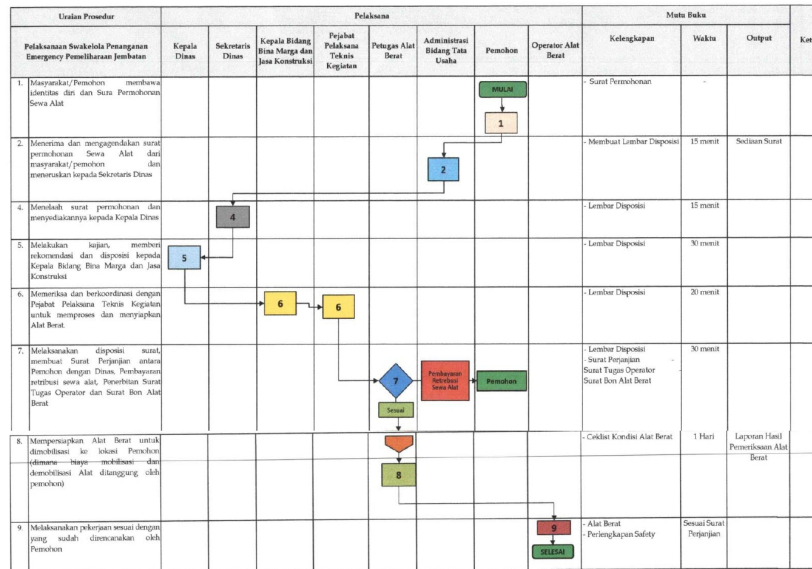 Uraian Prosedur
Pelaksana
Mutu Buku
Pelaksanaan Swakelola Penanganan
Emergency Pemeliharaan Jembatan
Kepala
Dinas
Sekretaris
Dinas
Kepala Bidang
Bina Marga dan
Jasa Konstruksi
Pejabat
Pelaksana
Teknis
Kegiatan
Petugas Alat
Berat
Administrasi
Bidang Tata
Usaha
Pemohon
Operator Alat
Berat
Kelengkapan
Waktu
Output
Ket
1. Masyarakat/Pemohon membawa
identitas diri dan Sura Permohonan
Sewa Alat
MULAI
1
- Surat Permohonan
-
2. Menerima dan mengagendakan surat
permohonan Sewa Alat dari
masyarakat/pemohon dan
meneruskan kepada Sekretaris Dinas
2
- Membuat Lembar Disposisi
15 menit
Sediaan Surat
4. Menelaah surat permohonan dan
menyediakannya kepada Kepala Dinas
4
- Lembar Disposisi
15 menit
5. Melakukan kajian, memberi
rekomendasi dan disposisi kepada
Kepala Bidang Bina Marga dan Jasa
Konstruksi
5
- Lembar Disposisi
30 menit
6. Memeriksa dan berkoordinasi dengan
Pejabat Pelaksana Teknis Kegiatan
untuk memproses dan menyiapkan
Alat Berat.
6
6
- Lembar Disposisi
20 menit
7. Melaksanakan disposisi surat,
membuat Surat Perjanjian antara
Pemohon dengan Dinas, Pembayaran
retribusi sewa alat, Penerbitan Surat
Tugas Operator dan Surat Bon Alat
Berat
7
Sesuai
Pembayaran
Retribusi
Sewa Alat
Pemohon
- Lembar Disposisi
- Surat Perjanjian -
Surat Tugas Operator -
Surat Bon Alat Berat
30 menit
8. Mempersiapkan Alat Berat untuk
dimobilisasi ke lokasi Pemohon
(dimana biaya mobilisasi dan
demobilisasi Alat ditanggung oleh
pemohon)
8
- Ceklist Kondisi Alat Berat
1 Hari
Laporan Hasil
Pemeriksaan Alat
Berat
9. Melaksanakan pekerjaan sesuai dengan
yang sudah direncanakan oleh
Pemohon
9
SELESAI
- Alat Berat
- Perlengkapan Safety
Sesuai Surat
Perjanjian